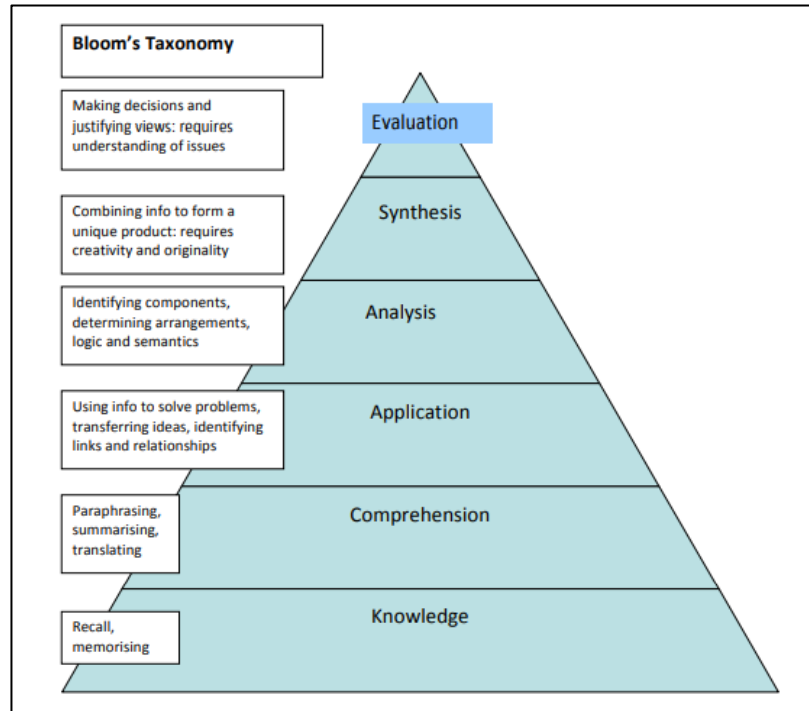 Bloom's Taxonomy
Making decisions and
justifying views: requires
understanding of issues
Evaluation
Combining info to form a
unique product: requires
creativity and originality
Synthesis
Identifying components,
determining arrangements,
logic and semantics
Analysis
Using info to solve problems,
transferring ideas, identifying
links and relationships
Application
Paraphrasing,
summarising,
translating
Comprehension
Recall,
memorising
Knowledge